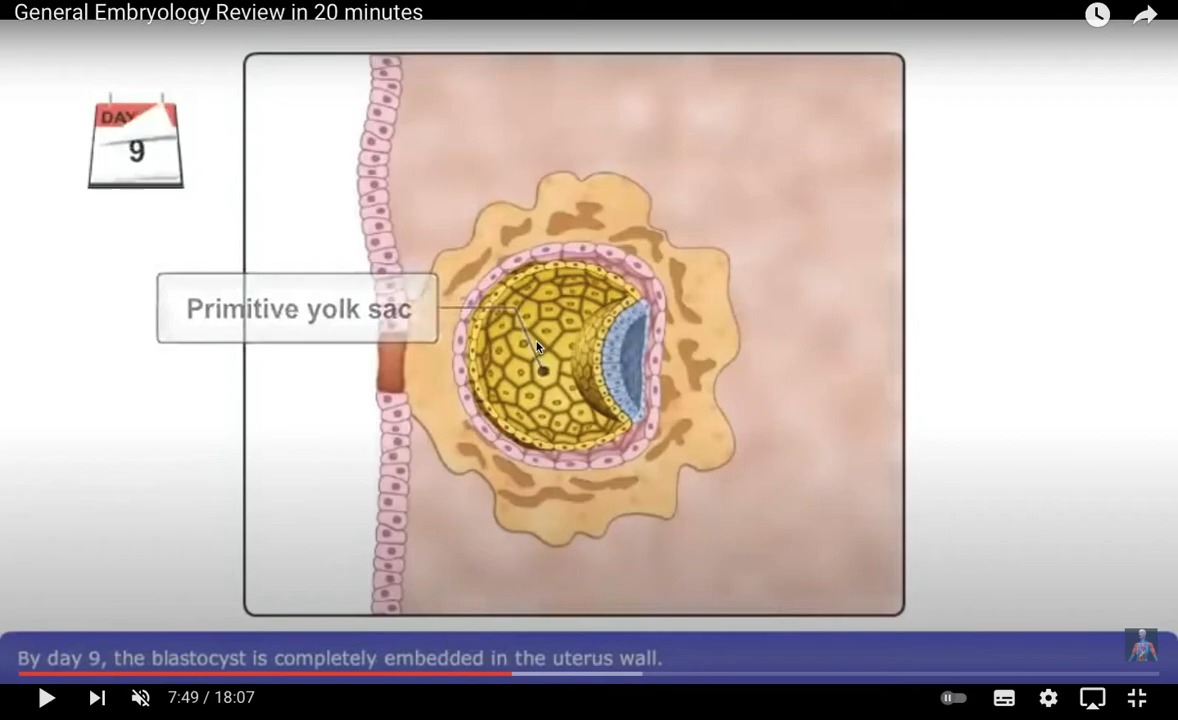 General Embryology Review in 20 minutes
DAY
9
Primitive yolk sac
By day 9, the blastocyst is completely embedded in the uterus wall.
7:49 / 18:07